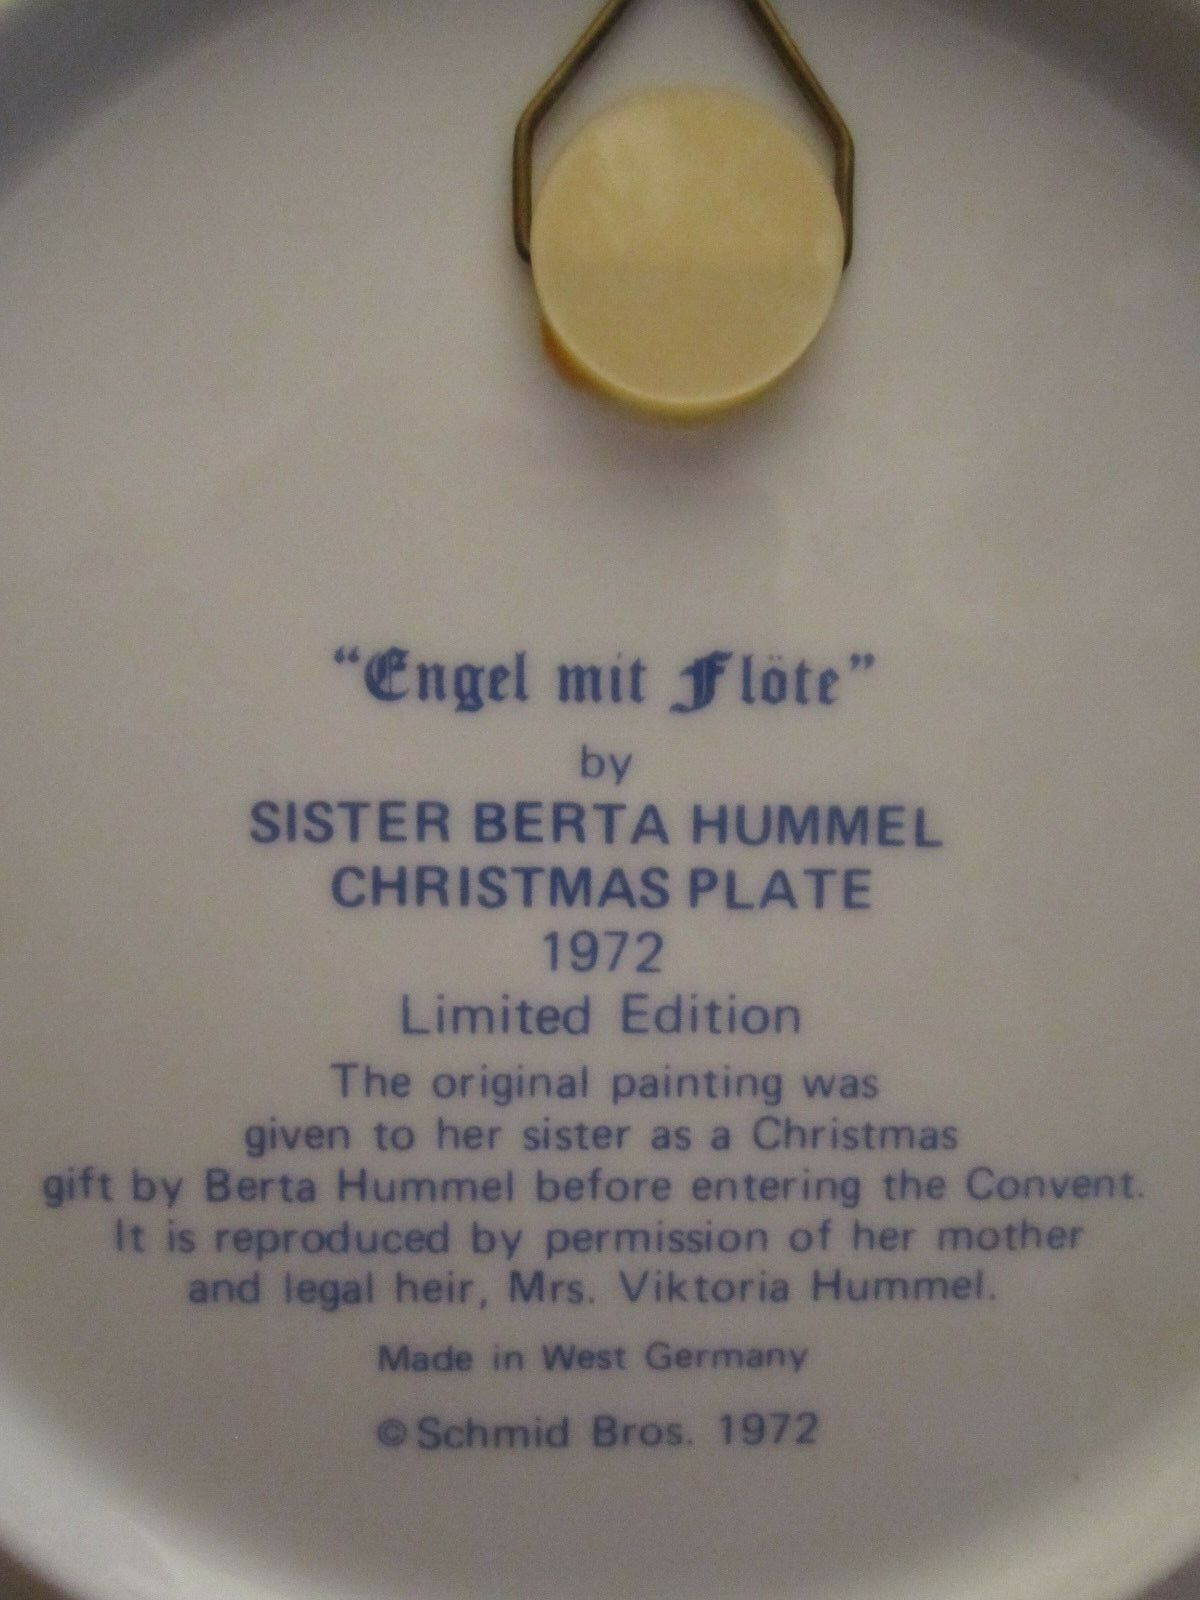 “Engel mit Flöte”
by
SISTER BERTA HUMMEL
CHRISTMAS PLATE
1972
Limited Edition
The original painting was
given to her sister as a Christmas
gift by Berta Hummel before entering the Convent.
It is reproduced by permission of her mother
and legal heir, Mrs. Viktoria Hummel.
Made in West Germany
© Schmid Bros. 1972